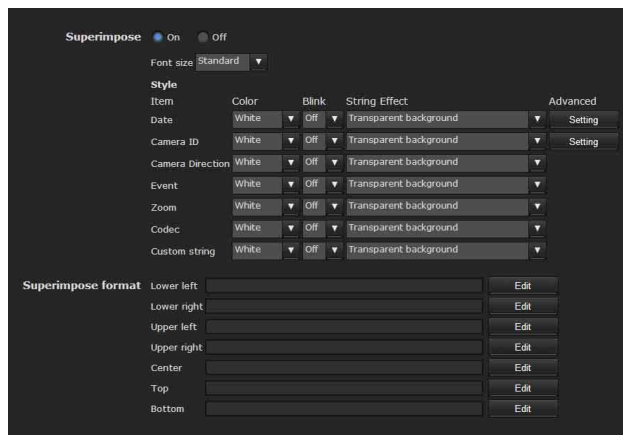 Superimpose On Off
Font size Standard
Style
Item Color Blink String Effect Advanced
Date White Off Transparent background Setting
Camera ID White Off Transparent background Setting
Camera Direction White Off Transparent background
Event White Off Transparent background
Zoom White Off Transparent background
Codec White Off Transparent background
Custom string White Off Transparent background
Superimpose format Lower left Edit
Lower right Edit
Upper left Edit
Upper right Edit
Center Edit
Top Edit
Bottom Edit